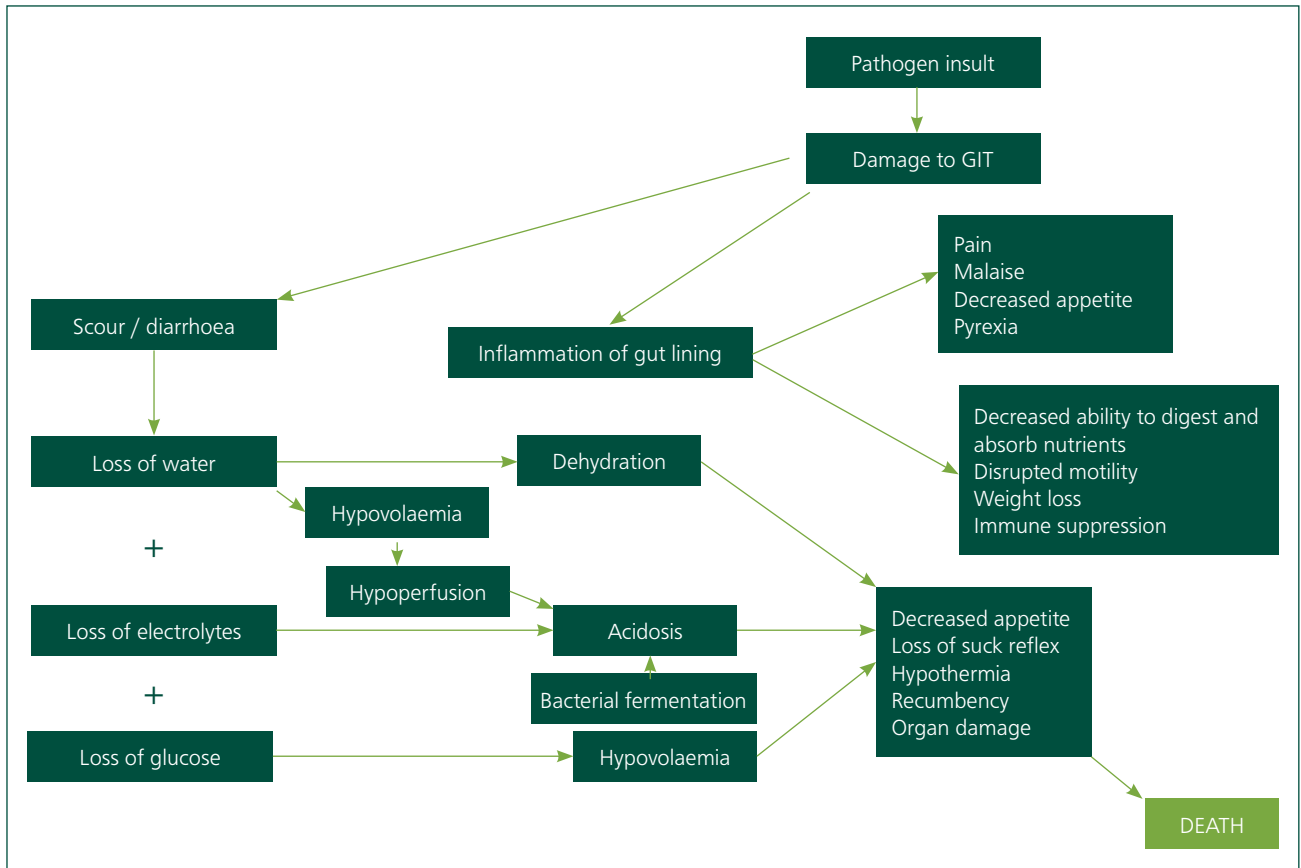 Pathogen insult
Damage to GIT
Pain
Malaise
Decreased appetite
Pyrexia
Scour / diarrhoea
Inflammation of gut lining
Decreased ability to digest and
absorb nutrients
Disrupted motility
Weight loss
Immune suppression
Loss of water
Dehydration
Hypovolaemia
+
Hypoperfusion
Loss of electrolytes
Acidosis
Decreased appetite
Loss of suck reflex
Hypothermia
Recumbency
Organ damage
+
Bacterial fermentation
Loss of glucose
Hypovolaemia
DEATH